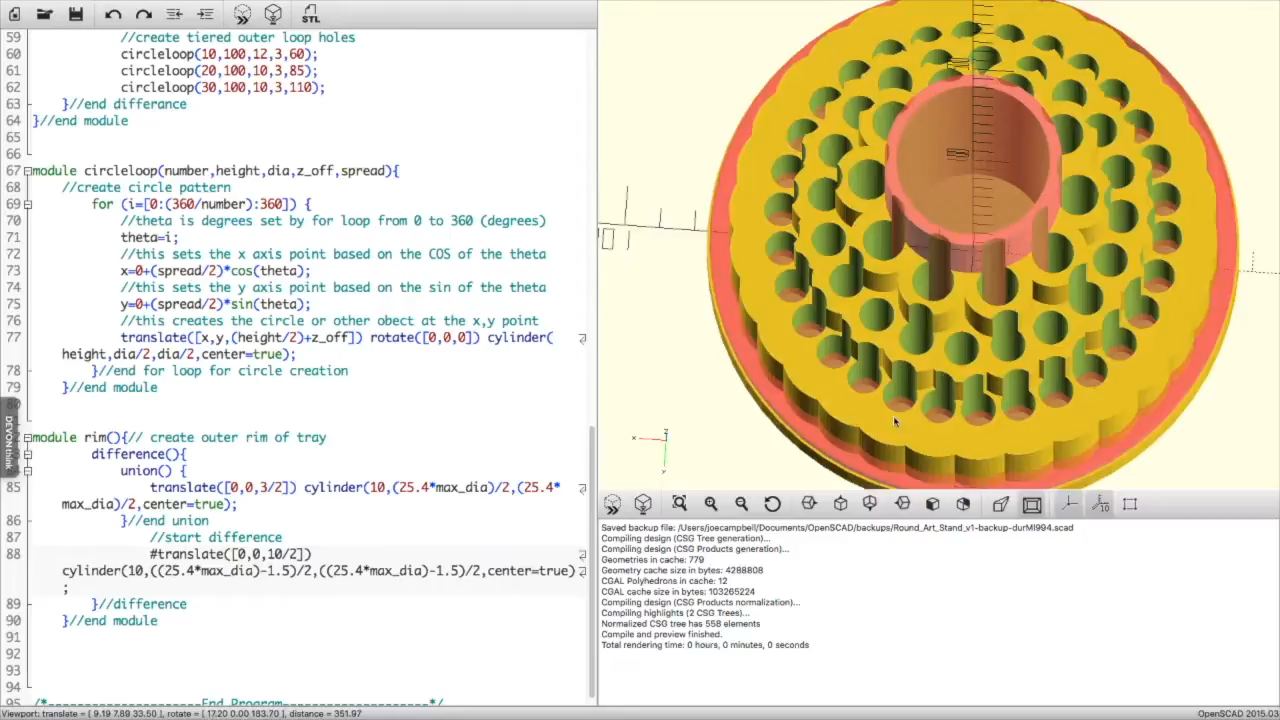 STL
59 //create tiered outer loop holes
60 circleloop(10,100,12,3,60);
61 circleloop(20,100,10,3,85);
62 circleloop(30,100,10,3,110);
63 }//end differance
64 }//end module
65
66
67 module circleloop(number,height,dia,z_off,spread){
68 //create circle pattern
69 for (i=[0:(360/number):360]) {
70 //theta is degrees set by for loop from 0 to 360 (degrees)
71 theta=i;
72 //this sets the x axis point based on the COS of the theta
73 x=0+(spread/2)*cos(theta);
74 //this sets the y axis point based on the sin of the theta
75 y=0+(spread/2)*sin(theta);
76 //this creates the circle or other obect at the x,y point
77 translate([x,y,(height/2)+z_off]) rotate([0,0,0]) cylinder(
height,dia/2,dia/2,center=true);
78 }//end for loop for circle creation
79 }//end module
80
module rim(){// create outer rim of tray
difference(){
union() {
85 translate([0,0,3/2]) cylinder(10,(25.4*max_dia)/2,(25.4*
max_dia)/2,center=true);
86 }//end union
87 //start difference
88 #translate([0,0,10/2])
cylinder(10,((25.4*max_dia)-1.5)/2,((25.4*max_dia)-1.5)/2,center=true)
;
89 }//difference
90 }//end module
91
92
93
94
95 /*---------------------End Program---------------------*/
DEVONthink
x
z
y
Saved backup file: /Users/joecampbell/Documents/OpenSCAD/backups/Round_Art_Stand_v1-backup-durMl994.scad
Compiling design (CSG Tree generation)...
Compiling design (CSG Products generation)...
Geometries in cache: 779
Geometry cache size in bytes: 4288808
CGAL Polyhedrons in cache: 12
CGAL cache size in bytes: 103265224
Compiling design (CSG Products normalization)...
Compiling highlights (2 CSG Trees)...
Normalized CSG tree has 558 elements
Compile and preview finished.
Total rendering time: 0 hours, 0 minutes, 0 seconds
Viewport: translate = [ 9.19 7.89 33.50 ], rotate = [ 17.20 0.00 183.70 ], distance = 351.97
OpenSCAD 2015.03